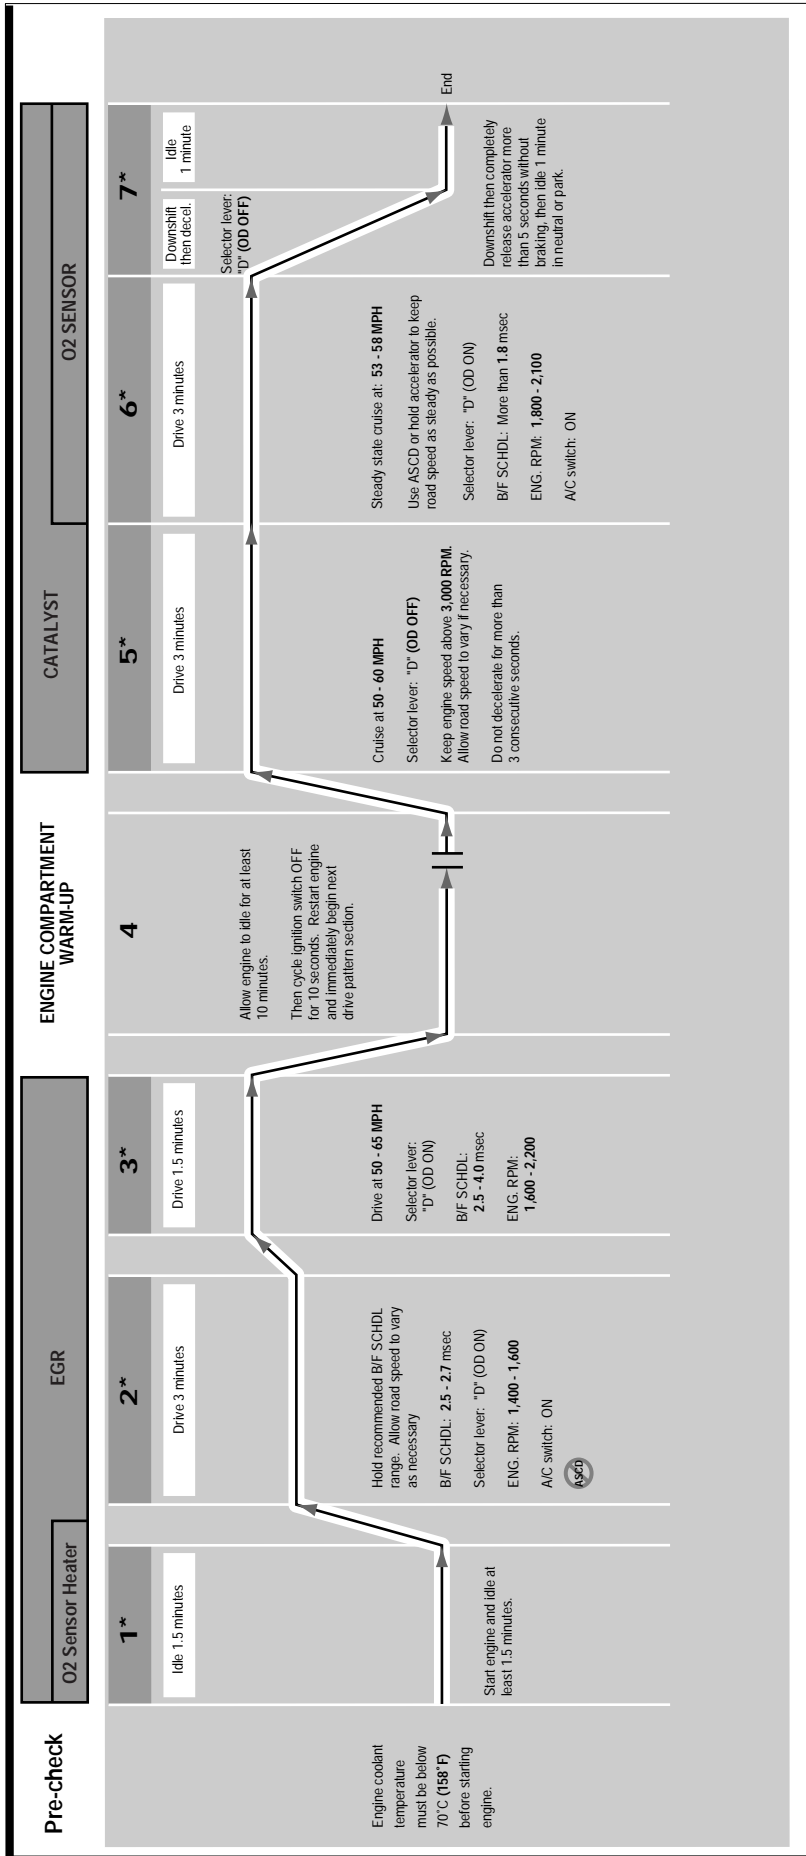 Pre-check
EGR
O2 Sensor Heater
ENGINE COMPARTMENT
WARM-UP
CATALYST
O2 SENSOR
Engine coolant
temperature
must be below
70˚C (158˚F)
before starting
engine.
1*
Idle 1.5 minutes
Start engine and idle at
least 1.5 minutes.
2*
Drive 3 minutes
Hold recommended B/F SCHDL
range. Allow road speed to vary
as necessary
B/F SCHDL: 2.5 - 2.7 msec
Selector lever: "D" (OD ON)
ENG. RPM: 1,400 - 1,600
A/C switch: ON
ASCD
3*
Drive 1.5 minutes
Drive at 50 - 65 MPH
Selector lever:
"D" (OD ON)
B/F SCHDL:
2.5 - 4.0 msec
ENG. RPM:
1,600 - 2,200
4
Allow engine to idle for at least
10 minutes.
Then cycle ignition switch OFF
for 10 seconds. Restart engine
and immediately begin next
drive pattern section.
5*
Drive 3 minutes
Cruise at 50 - 60 MPH
Selector lever: "D" (OD OFF)
Keep engine speed above 3,000 RPM.
Allow road speed to vary if necessary.
Do not decelerate for more than
3 consecutive seconds.
6*
Drive 3 minutes
Steady state cruise at: 53 - 58 MPH
Use ASCD or hold accelerator to keep
road speed as steady as possible.
Selector lever: "D" (OD ON)
B/F SCHDL: More than 1.8 msec
ENG. RPM: 1,800 - 2,100
A/C switch: ON
7*
Downshift
then decel.
Idle
1 minute
Selector lever:
"D" (OD OFF)
End
Downshift then completely
release accelerator more
than 5 seconds without
braking, then idle 1 minute
in neutral or park.